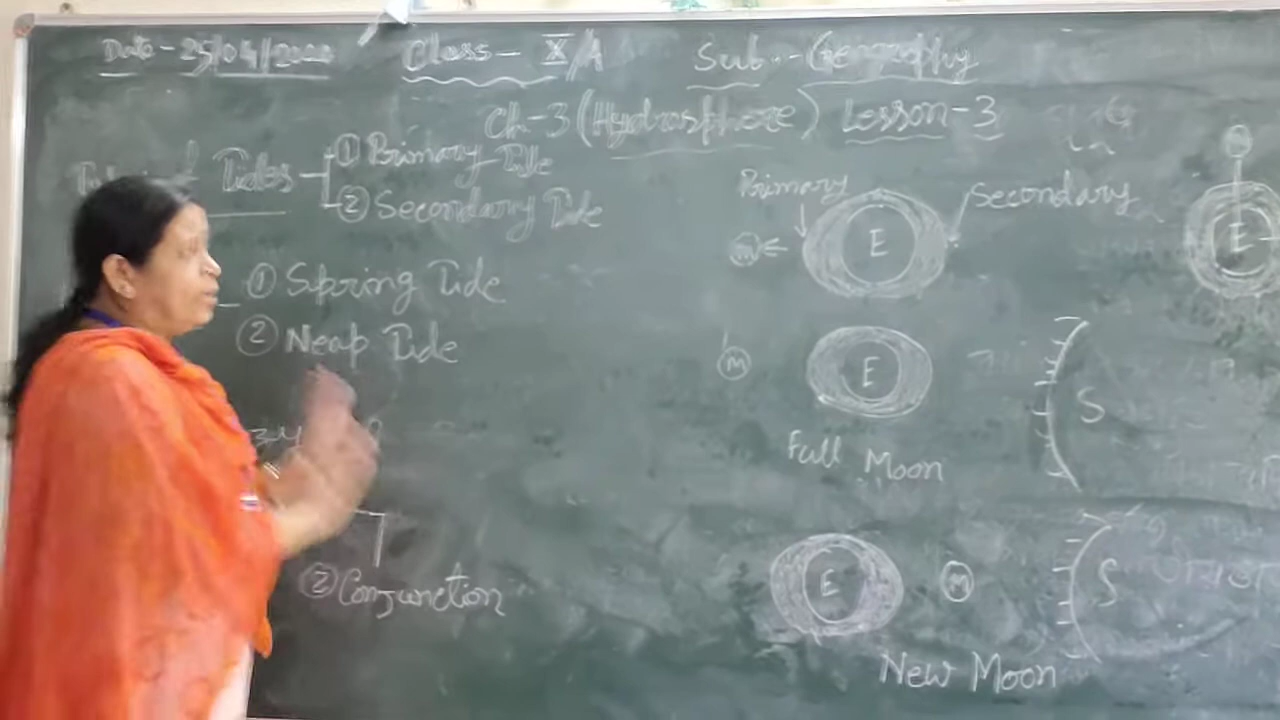 Date - 25/04/2022 Class - X/A Sub - Geography
Ch-3 (Hydrosphere) Lesson-3
Tides
① Primary Tide
② Secondary Tide
① Spring Tide
② Neap Tide
② Conjunction
Primary Secondary
M E
M E S
Full Moon
E M S
New Moon
M
E